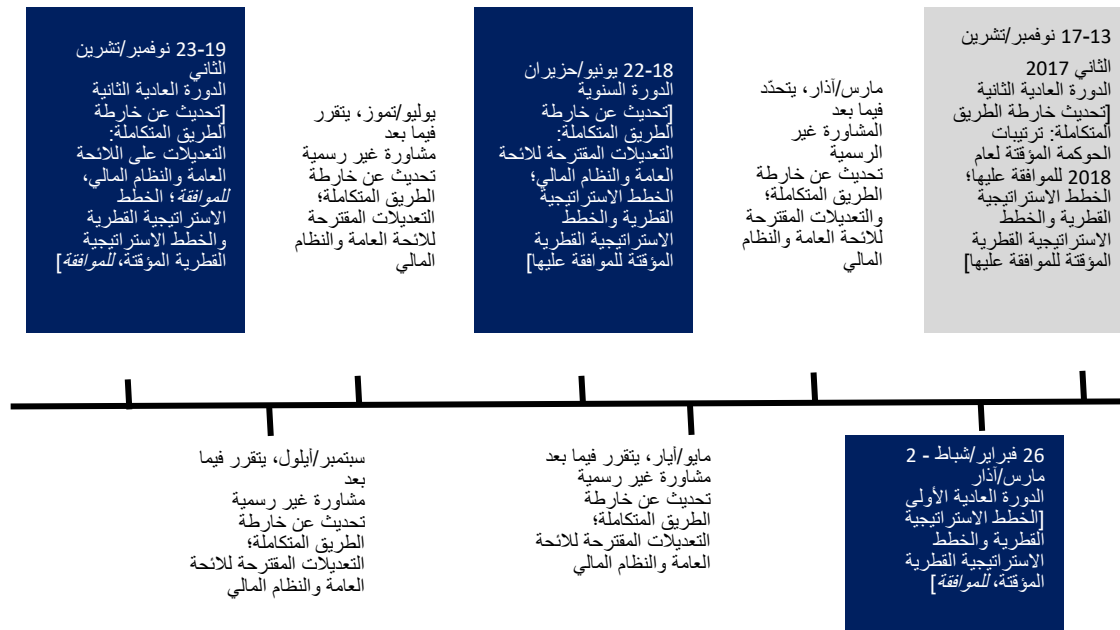 13-17 نوفمبر/تشرين
الثاني 2017
الدورة العادية الثانية
[تحديث خارطة الطريق
المتكاملة: ترتيبات
الحوكمة المؤقتة لعام
2018 للموافقة عليها؛
الخطط الاستراتيجية
القطرية والخطط
الاستراتيجية القطرية
المؤقتة للموافقة عليها]
مارس/آذار، يتحدّد
فيما بعد
المشاورة غير
الرسمية
تحديث عن خارطة
الطريق المتكاملة؛
والتعديلات المقترحة
للائحة العامة والنظام
المالي
18-22 يونيو/حزيران
الدورة السنوية
[تحديث عن خارطة
الطريق المتكاملة:
التعديلات المقترحة للائحة
العامة والنظام المالي؛
الخطط الاستراتيجية
القطرية والخطط
الاستراتيجية القطرية
المؤقتة للموافقة عليها]
يوليو/تموز، يتقرر
فيما بعد
مشاورة غير رسمية
تحديث عن خارطة
الطريق المتكاملة؛
التعديلات المقترحة
للائحة العامة والنظام
المالي
19-23 نوفمبر/تشرين
الثاني
الدورة العادية الثانية
[تحديث عن خارطة
الطريق المتكاملة:
التعديلات على اللائحة
العامة والنظام المالي،
للموافقة؛ الخطط
الاستراتيجية القطرية
والخطط الاستراتيجية
القطرية المؤقتة، للموافقة]
26 فبراير/شباط - 2
مارس/آذار
الدورة العادية الأولى
[الخطط الاستراتيجية
القطرية والخطط
الاستراتيجية القطرية
المؤقتة، للموافقة]
مايو/أيار، يتقرر فيما بعد
مشاورة غير رسمية
تحديث عن خارطة
الطريق المتكاملة؛
التعديلات المقترحة للائحة
العامة والنظام المالي
سبتمبر/أيلول، يتقرر فيما
بعد
مشاورة غير رسمية
تحديث عن خارطة
الطريق المتكاملة؛
التعديلات المقترحة للائحة
العامة والنظام المالي